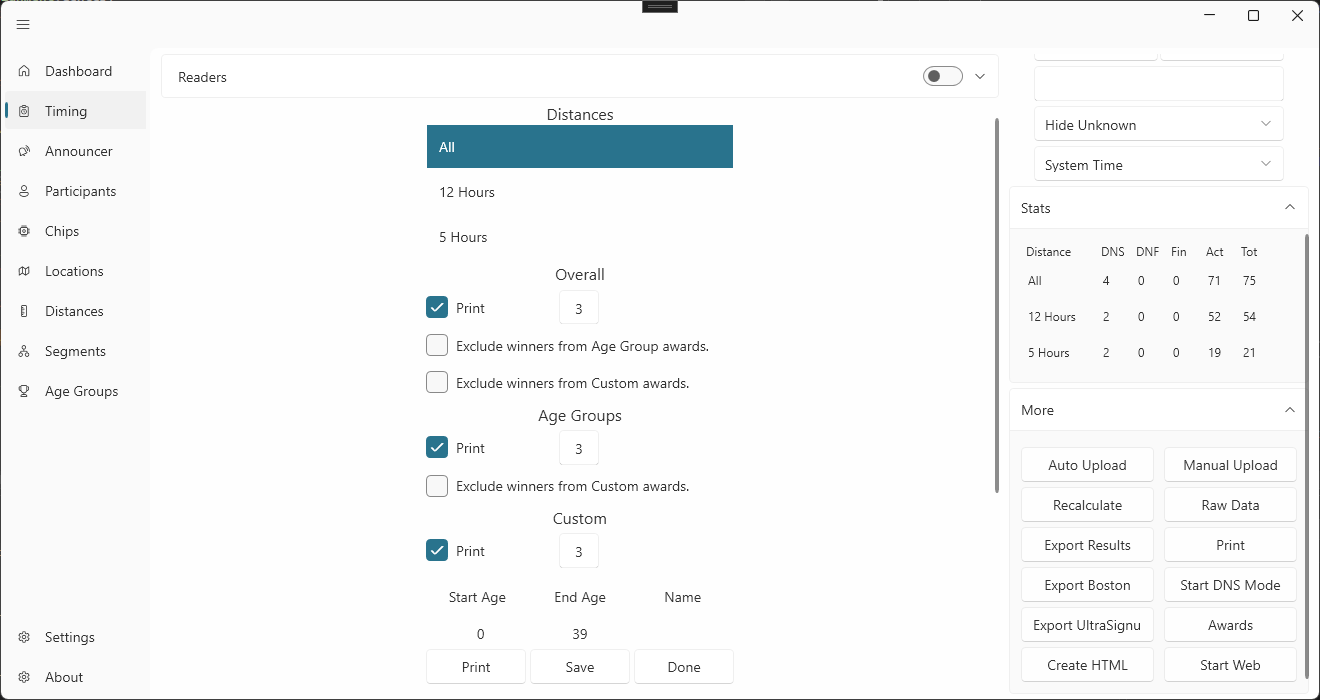 Dashboard
Timing
Announcer
Participants
Chips
Locations
Distances
Segments
Age Groups
Settings
About
Readers
Distances
All
12 Hours
5 Hours
Overall
Print 3
Exclude winners from Age Group awards.
Exclude winners from Custom awards.
Age Groups
Print 3
Exclude winners from Custom awards.
Custom
Print 3
Start Age End Age Name
0 39
Print Save Done
Hide Unknown
System Time
Stats
Distance DNS DNF Fin Act Tot
All 4 0 0 71 75
12 Hours 2 0 0 52 54
5 Hours 2 0 0 19 21
More
Auto Upload Manual Upload
Recalculate Raw Data
Export Results Print
Export Boston Start DNS Mode
Export UltraSignu Awards
Create HTML Start Web